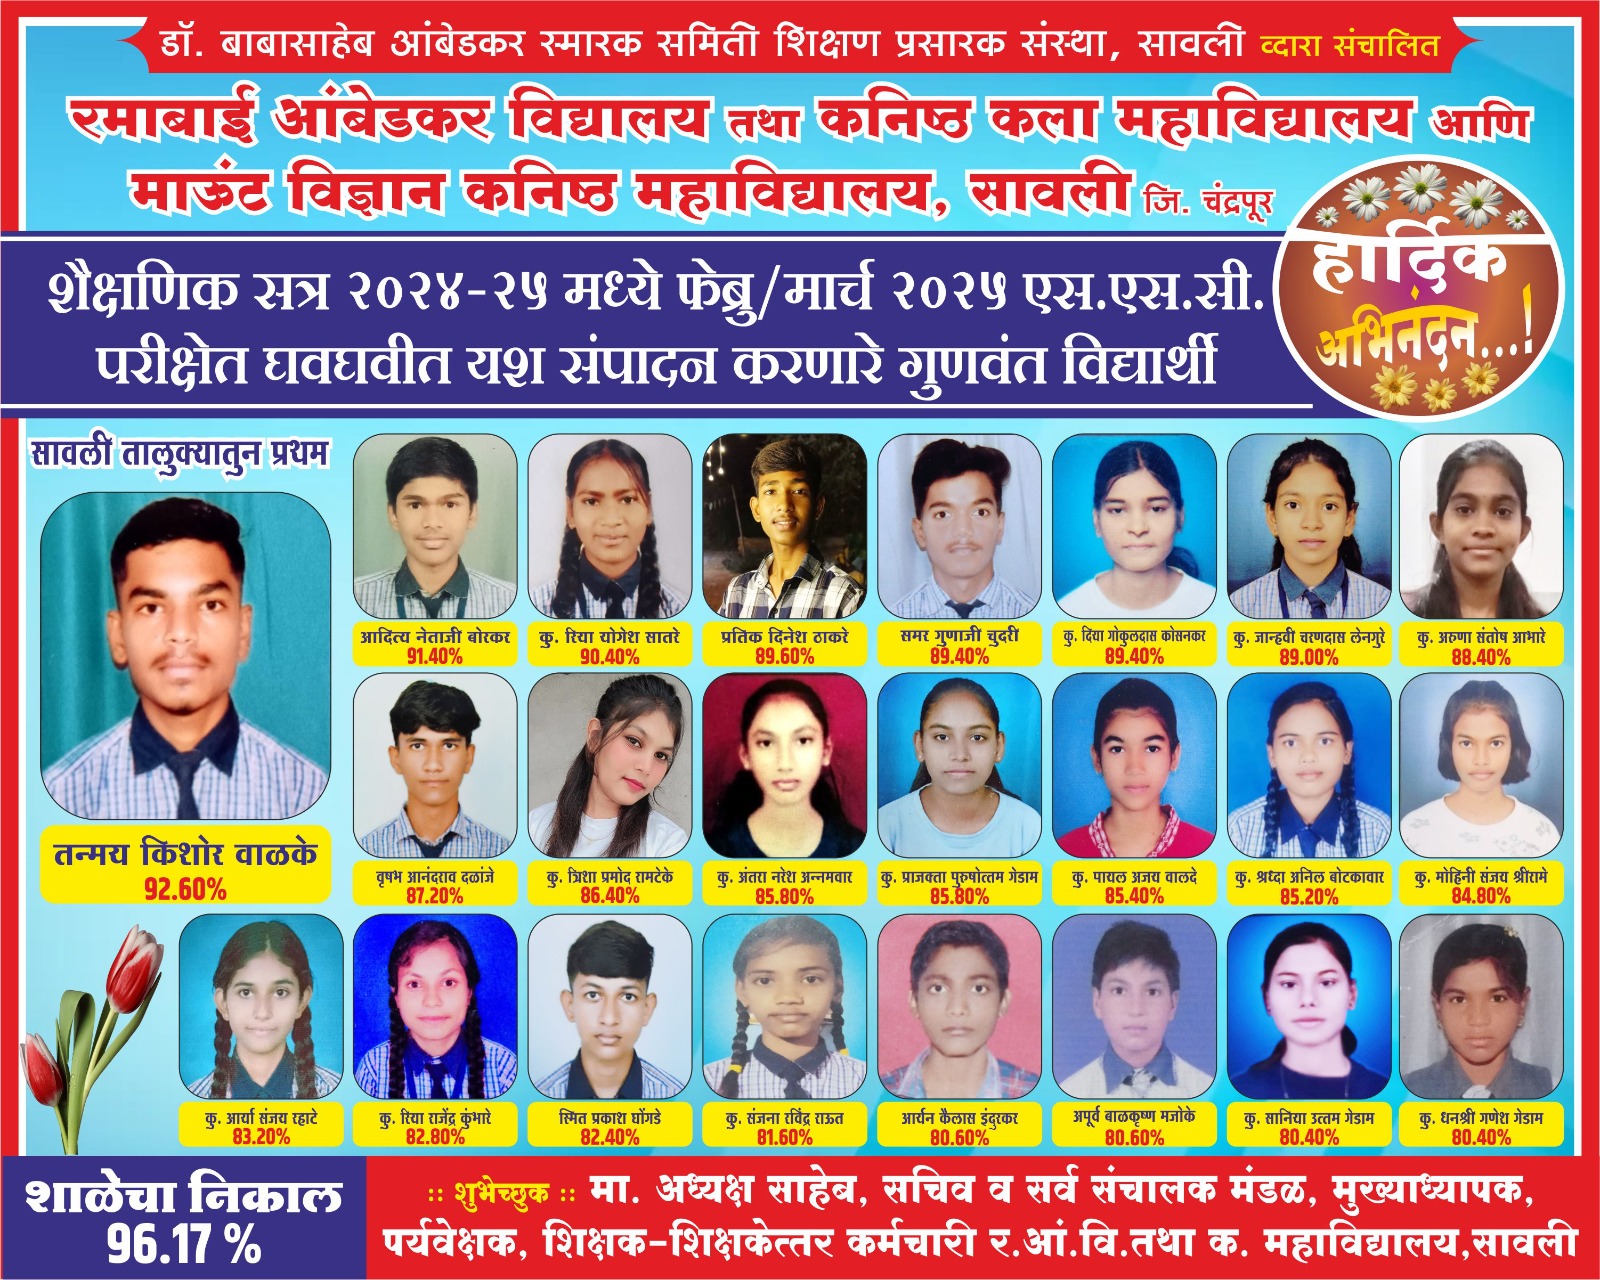 डॉ. बाबासाहेब आंबेडकर स्मारक समिती शिक्षण प्रसारक संस्था, सावली व्दारा संचालित
रमाबाई आंबेडकर विद्यालय तथा कनिष्ठ कला महाविद्यालय आणि
माऊंट विज्ञान कनिष्ठ महाविद्यालय, सावली जि. चंद्रपूर
शैक्षणिक सत्र २०२४-२५ मध्ये फेब्रु/मार्च २०२५ एस.एस.सी.
परीक्षेत घवघवीत यश संपादन करणारे गुणवंत विद्यार्थी
हार्दिक
अभिनंदन...!
सावली तालुक्यातुन प्रथम
तन्मय किशोर वाळके
92.60%
आदित्य नेताजी बोरकर
91.40%
कु. रिया योगेश सातरे
90.40%
प्रतिक दिनेश ठाकरे
89.60%
समर गुणाजी चुदरी
89.40%
कु. दिया गोकुलदास कोसनकर
89.40%
कु. जान्हवी चरणदास लेनगुरे
89.00%
कु. अरुणा संतोष आभारे
88.40%
वृषभ आनंदराव दळांजे
87.20%
कु. त्रिशा प्रमोद रामटेके
86.40%
कु. अंतरा नरेश अन्नमवार
85.80%
कु. प्राजक्ता पुरुषोत्तम गेडाम
85.80%
कु. पायल अजय वालदे
85.40%
कु. श्रध्दा अनिल बोटकावार
85.20%
कु. मोहिनी संजय श्रीरामे
84.80%
कु. आर्या संजय रहाटे
83.20%
कु. रिया राजेंद्र कुंभारे
82.80%
स्मित प्रकाश घोंगडे
82.40%
कु. संजना रविंद्र राऊत
81.60%
आर्यन कैलास इंदुरकर
80.60%
अपूर्व बाळकृष्ण मजोके
80.60%
कु. सानिया उत्तम गेडाम
80.40%
कु. धनश्री गणेश गेडाम
80.40%
शाळेचा निकाल
96.17 %
:: शुभेच्छुक :: मा. अध्यक्ष साहेब, सचिव व सर्व संचालक मंडळ, मुख्याध्यापक,
पर्यवेक्षक, शिक्षक-शिक्षकेत्तर कर्मचारी र.आं.वि.तथा क. महाविद्यालय,सावली